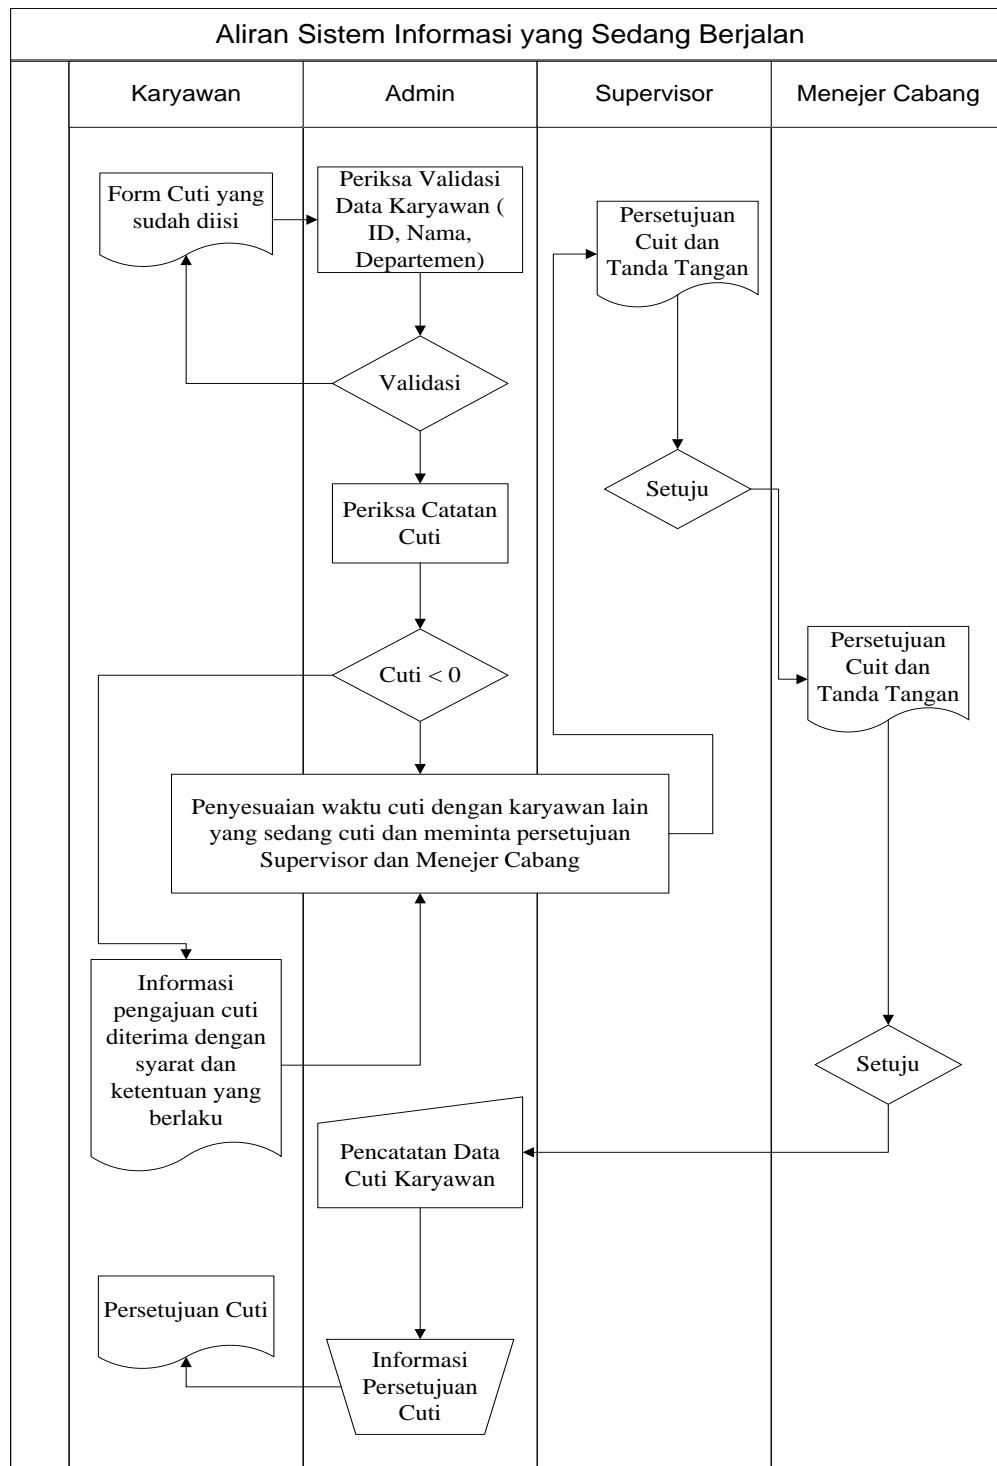 Aliran Sistem Informasi yang Sedang Berjalan
Karyawan
Admin
Supervisor
Menejer Cabang
Form Cuti yang
sudah diisi
Periksa Validasi
Data Karyawan (
ID, Nama,
Departemen)
Persetujuan
Cuit dan
Tanda Tangan
Validasi
Setuju
Periksa Catatan
Cuti
Persetujuan
Cuit dan
Tanda Tangan
Cuti < 0
Penyesuaian waktu cuti dengan karyawan lain
yang sedang cuti dan meminta persetujuan
Supervisor dan Menejer Cabang
Informasi
pengajuan cuti
diterima dengan
syarat dan
ketentuan yang
berlaku
Setuju
Pencatatan Data
Cuti Karyawan
Persetujuan Cuti
Informasi
Persetujuan
Cuti